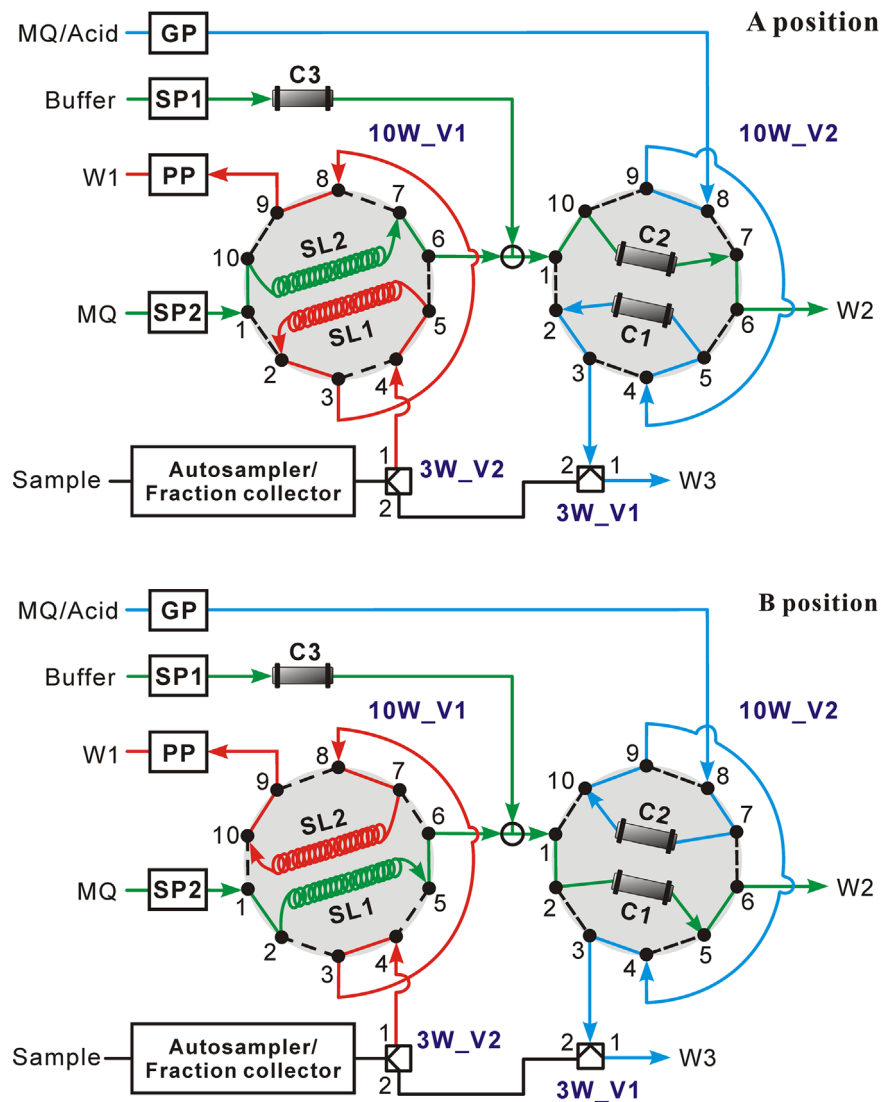 MQ/Acid GP A position
Buffer SP1 C3
10W_V1 10W_V2
W1 PP
8 7 9 8
9 10
10 SL2 6 C2 7
MQ SP2 1 SL1 5 1 C1 6 W2
2 2
3 4 3 4 5
1
Sample Autosampler/ 3W_V2 2 1 W3
Fraction collector 2
3W_V1
MQ/Acid GP B position
Buffer SP1 C3
10W_V1 10W_V2
W1 PP
8 7 9 8
9 10
10 SL2 6 C2 7
MQ SP2 1 SL1 5 1 C1 6 W2
2 2
3 4 3 4 5
1
Sample Autosampler/ 3W_V2 2 1 W3
Fraction collector 2
3W_V1